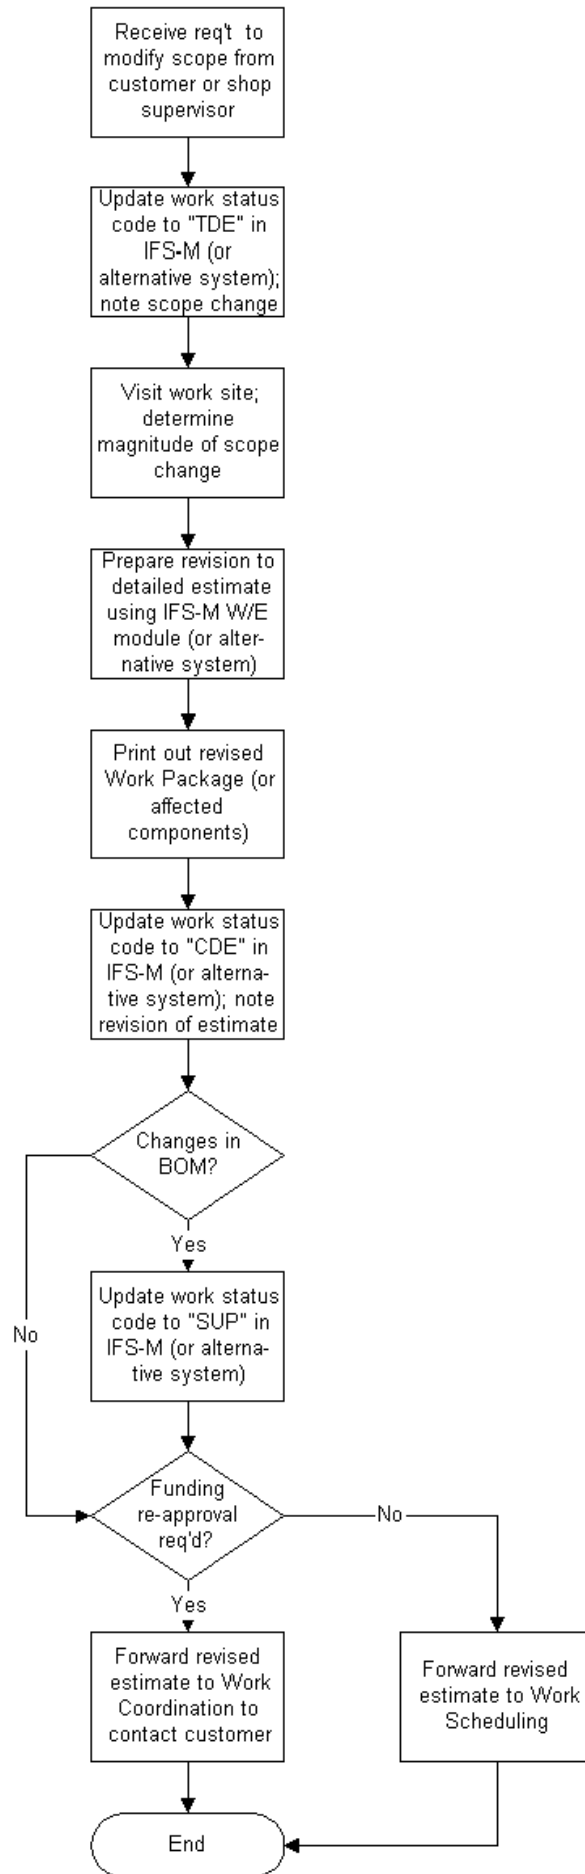 Receive req't to
modify scope from
customer or shop
supervisor
Update work status
code to "TDE" in
IFS-M (or
alternative system);
note scope change
Visit work site;
determine
magnitude of scope
change
Prepare revision to
detailed estimate
using IFS-M W/E
module (or alter-
native system)
Print out revised
Work Package (or
affected
components)
Update work status
code to "CDE" in
IFS-M (or alterna-
tive system); note
revision of estimate
Changes in
BOM?
Yes
No
Update work status
code to "SUP" in
IFS-M (or alterna-
tive system)
Funding
re-approval
req'd?
No
Yes
Forward revised
estimate to Work
Coordination to
contact customer
Forward revised
estimate to Work
Scheduling
End